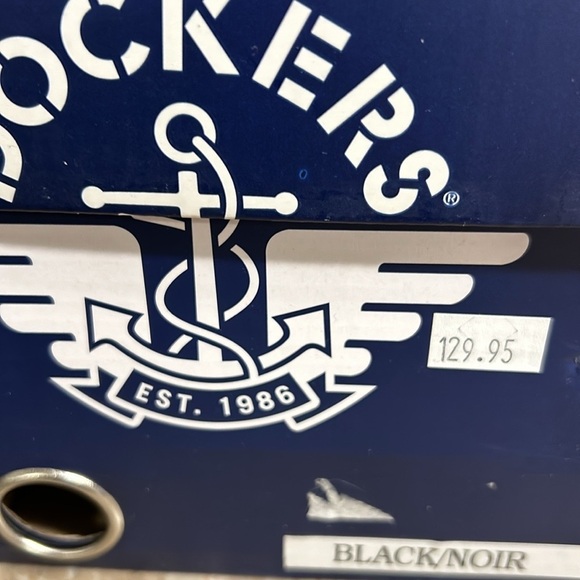 DOCKERS®
129.95
EST. 1986
BLACK/NOIR